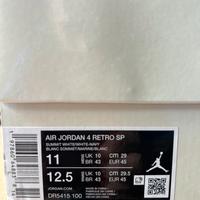 AIR JORDAN 4 RETRO SP
SUMMIT WHITE/WHITE-NAVY
BLANC SOMMET/MARINE/BLANC
11 UK 10 CM 29
BR 43 EUR 45
12.5 UK 10 CM 29.5
BR 43 EUR 45
JORDAN.COM
DR5415 100